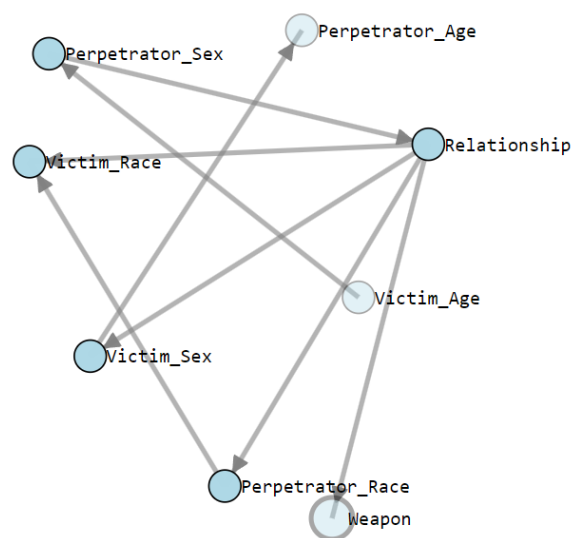 Perpetrator_Age
Perpetrator_Sex
Relationship
Victim_Race
Victim_Age
Victim_Sex
Perpetrator_Race
Weapon